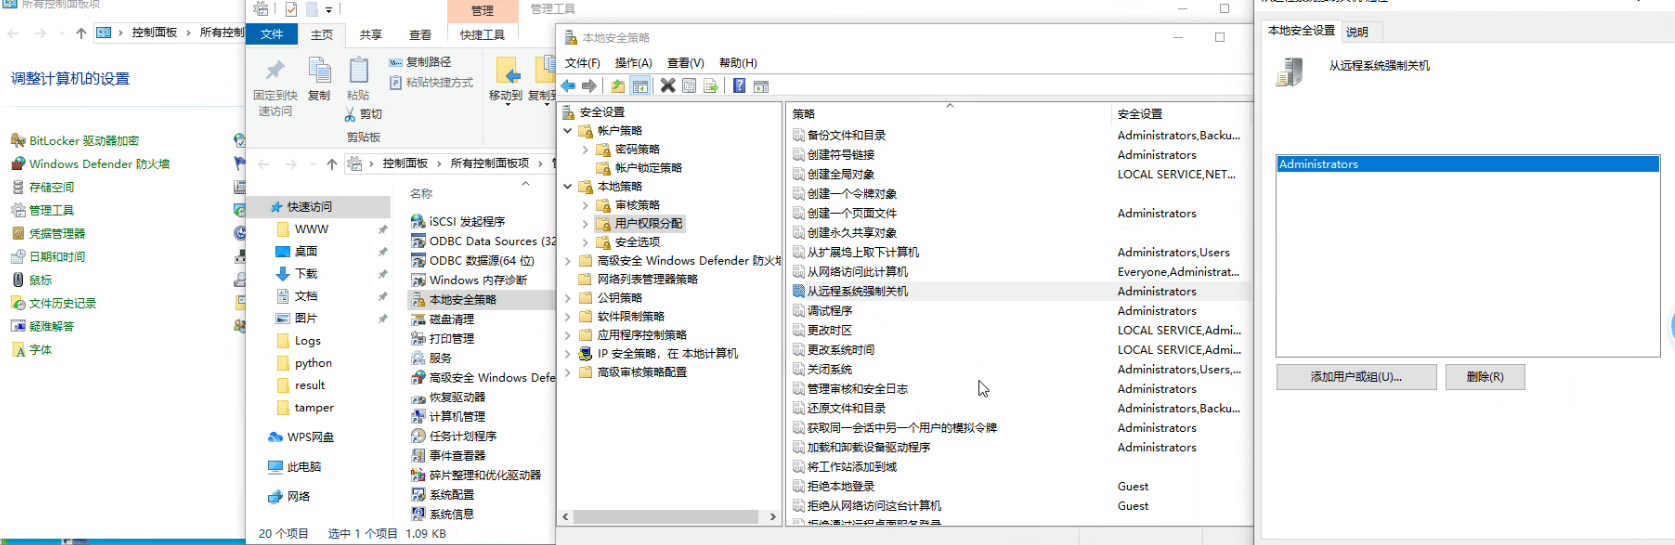 所有控制面板项
控制面板 所有控制
调整计算机的设置
BitLocker 驱动器加密
Windows Defender 防火墙
存储空间
管理工具
凭据管理器
日期和时间
鼠标
文件历史记录
疑难解答
字体
管理 管理工具
文件 主页 共享 查看 快捷工具
固定到快
速访问
复制
粘贴
复制路径
粘贴快捷方式
剪切
剪贴板
移动到 复制到
控制面板 所有控制面板项
快速访问
WWW
桌面
下载
文档
图片
Logs
python
result
tamper
WPS网盘
此电脑
网络
名称
iSCSI 发起程序
ODBC Data Sources (32
ODBC 数据源(64 位)
Windows 内存诊断
本地安全策略
磁盘清理
打印管理
服务
高级安全 Windows Defe
恢复驱动器
计算机管理
任务计划程序
事件查看器
碎片整理和优化驱动器
系统配置
系统信息
20 个项目 选中 1 个项目 1.09 KB
本地安全策略
文件(F) 操作(A) 查看(V) 帮助(H)
安全设置
帐户策略
密码策略
帐户锁定策略
本地策略
审核策略
用户权限分配
安全选项
高级安全 Windows Defender 防火墙
网络列表管理器策略
公钥策略
软件限制策略
应用程序控制策略
IP 安全策略，在 本地计算机
高级审核策略配置
策略 安全设置
备份文件和目录 Administrators,Backu...
创建符号链接 Administrators
创建全局对象 LOCAL SERVICE,NET...
创建一个令牌对象
创建一个页面文件 Administrators
创建永久共享对象
从扩展坞上取下计算机 Administrators,Users
从网络访问此计算机 Everyone,Administrat...
从远程系统强制关机 Administrators
调试程序 Administrators
更改时区 LOCAL SERVICE,Admi...
更改系统时间 LOCAL SERVICE,Admi...
关闭系统 Administrators,Users,...
管理审核和安全日志 Administrators
还原文件和目录 Administrators,Backu...
获取同一会话中另一个用户的模拟令牌 Administrators
加载和卸载设备驱动程序 Administrators
将工作站添加到域
拒绝本地登录 Guest
拒绝从网络访问这台计算机 Guest
拒绝通过远程桌面服务登录
本地安全设置 说明
从远程系统强制关机
Administrators
添加用户或组(U)... 删除(R)